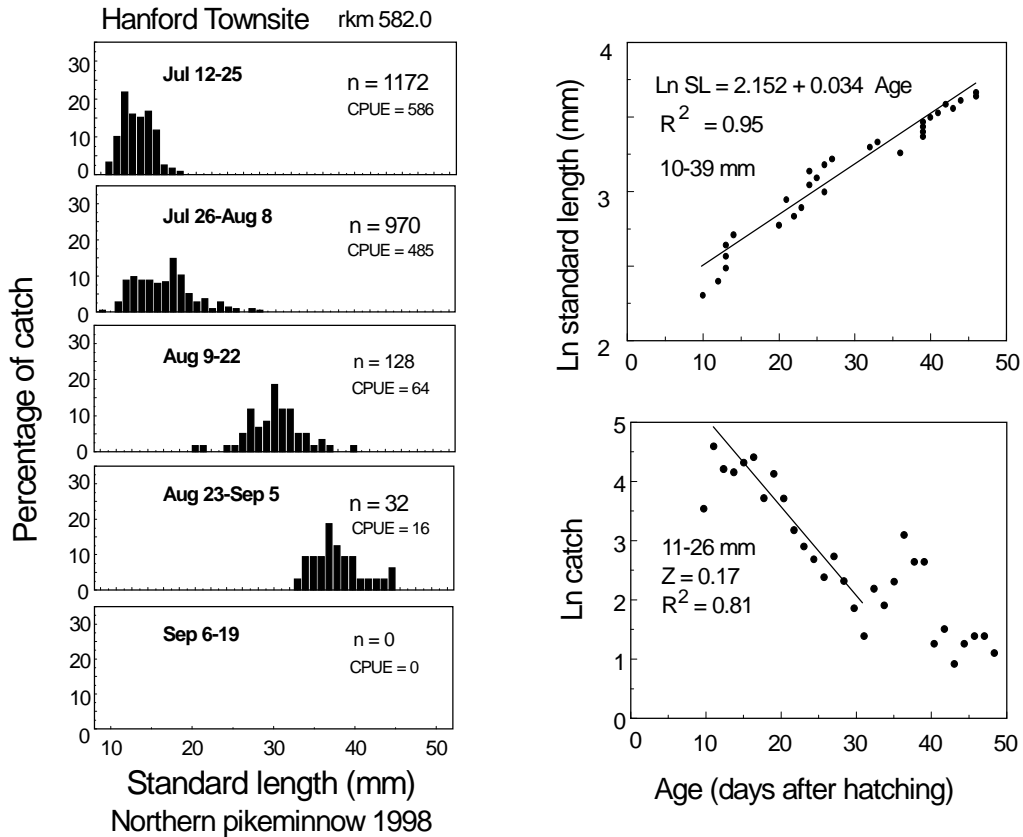 Hanford Townsite rkm 582.0
Percentage of catch
30
20
10
0
Jul 12-25
n = 1172
CPUE = 586
30
20
10
0
Jul 26-Aug 8
n = 970
CPUE = 485
30
20
10
0
Aug 9-22
n = 128
CPUE = 64
30
20
10
0
Aug 23-Sep 5
n = 32
CPUE = 16
30
20
10
0
Sep 6-19
n = 0
CPUE = 0
10 20 30 40 50
Standard length (mm)
Northern pikeminnow 1998
Ln standard length (mm)
4
3
2
Ln SL = 2.152 + 0.034 Age
R² = 0.95
10-39 mm
0 10 20 30 40 50
Ln catch
5
4
3
2
1
0
11-26 mm
Z = 0.17
R² = 0.81
0 10 20 30 40 50
Age (days after hatching)